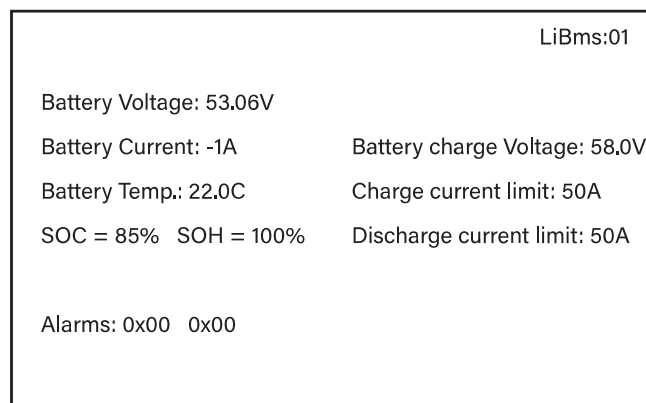 LiBms:01
Battery Voltage: 53.06V
Battery Current: -1A Battery charge Voltage: 58.0V
Battery Temp.: 22.0C Charge current limit: 50A
SOC = 85% SOH = 100% Discharge current limit: 50A
Alarms: 0x00 0x00